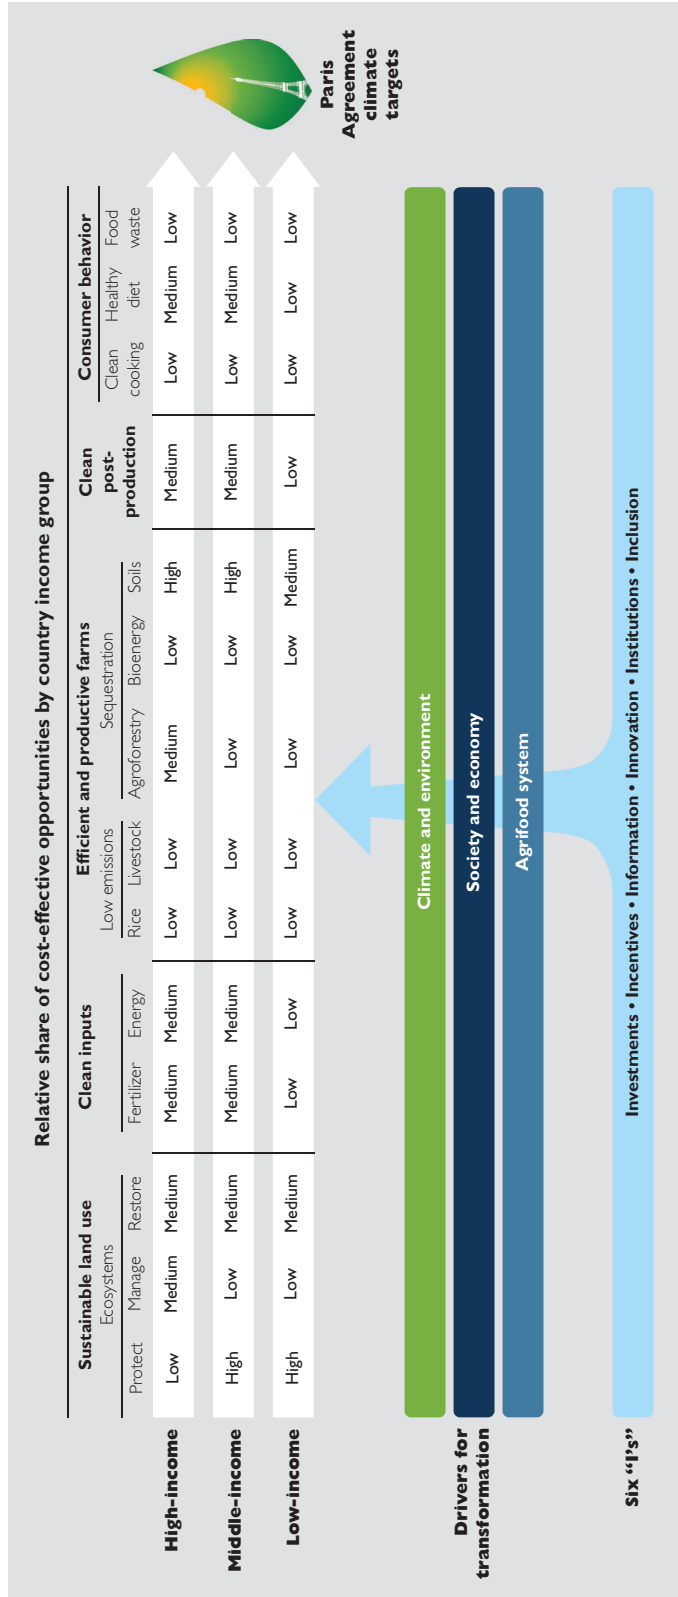 Relative share of cost-effective opportunities by country income group
Sustainable land use
Clean inputs
Efficient and productive farms
Clean
post-
production
Consumer behavior
Ecosystems
Low emissions
Sequestration
Protect Manage Restore
Fertilizer Energy
Rice Livestock
Agroforestry Bioenergy Soils
Clean
cooking
Healthy
diet
Food
waste
High-income Low Medium Medium Medium Medium Low Low Medium Low High Medium Low Medium Low
Middle-income High Low Medium Medium Medium Low Low Low Low High Medium Low Medium Low
Low-income High Low Medium Low Low Low Low Low Low Medium Low Low Low Low
Paris
Agreement
climate
targets
Drivers for
transformation
Climate and environment
Society and economy
Agrifood system
Six “I’s”
Investments • Incentives • Information • Innovation • Institutions • Inclusion